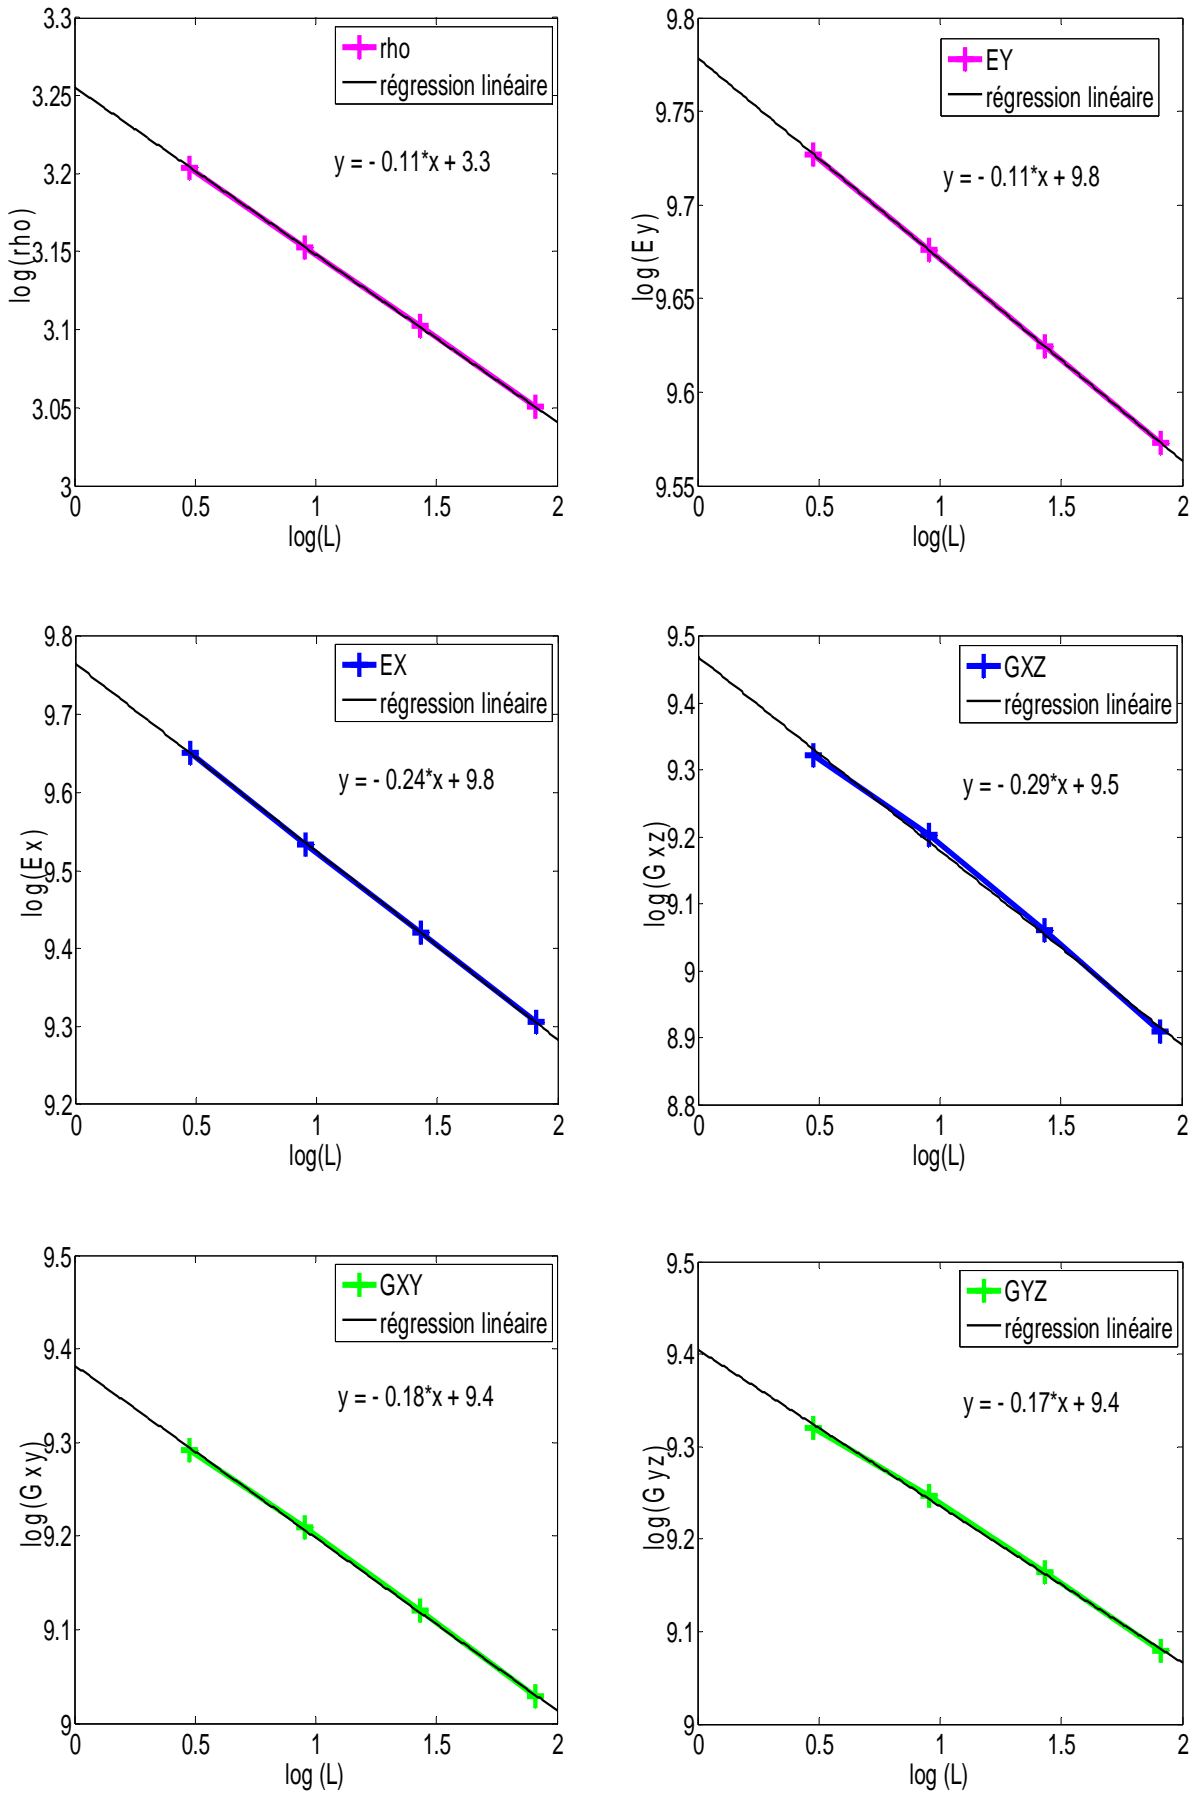 3.3
3.25
3.2
3.15
3.1
3.05
3
0
0.5
1
1.5
2
log(rho)
log(L)
rho
régression linéaire
y = - 0.11*x + 3.3
9.8
9.75
9.7
9.65
9.6
9.55
0
0.5
1
1.5
2
log(Ey)
log(L)
EY
régression linéaire
y = - 0.11*x + 9.8
9.8
9.7
9.6
9.5
9.4
9.3
9.2
0
0.5
1
1.5
2
log(Ex)
log(L)
EX
régression linéaire
y = - 0.24*x + 9.8
9.5
9.4
9.3
9.2
9.1
9
8.9
8.8
0
0.5
1
1.5
2
log(Gxz)
log(L)
GXZ
régression linéaire
y = - 0.29*x + 9.5
9.5
9.4
9.3
9.2
9.1
9
0
0.5
1
1.5
2
log(Gxy)
log (L)
GXY
régression linéaire
y = - 0.18*x + 9.4
9.5
9.4
9.3
9.2
9.1
9
0
0.5
1
1.5
2
log(Gyz)
log (L)
GYZ
régression linéaire
y = - 0.17*x + 9.4